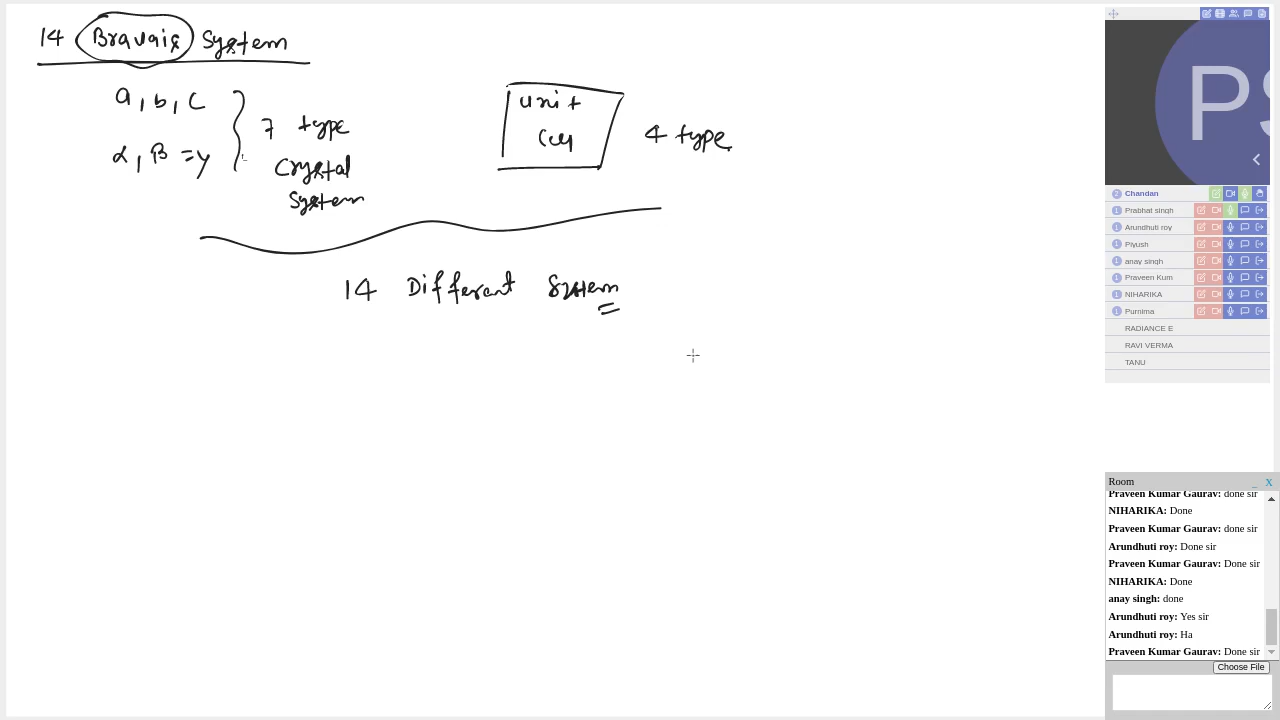 14 Bravais System
a, b, c
α, β = γ
7 type
Crystal
System
unit
Cell
4 type
14 Different System
PS
Chandan
Prabhat singh
Arundhuti roy
Piyush
anay singh
Praveen Kum
NIHARIKA
Purnima
RADIANCE E
RAVI VERMA
TANU
Room _ X
Praveen Kumar Gaurav: done sir
NIHARIKA: Done
Praveen Kumar Gaurav: done sir
Arundhuti roy: Done sir
Praveen Kumar Gaurav: Done sir
NIHARIKA: Done
anay singh: done
Arundhuti roy: Yes sir
Arundhuti roy: Ha
Praveen Kumar Gaurav: Done sir
Choose File